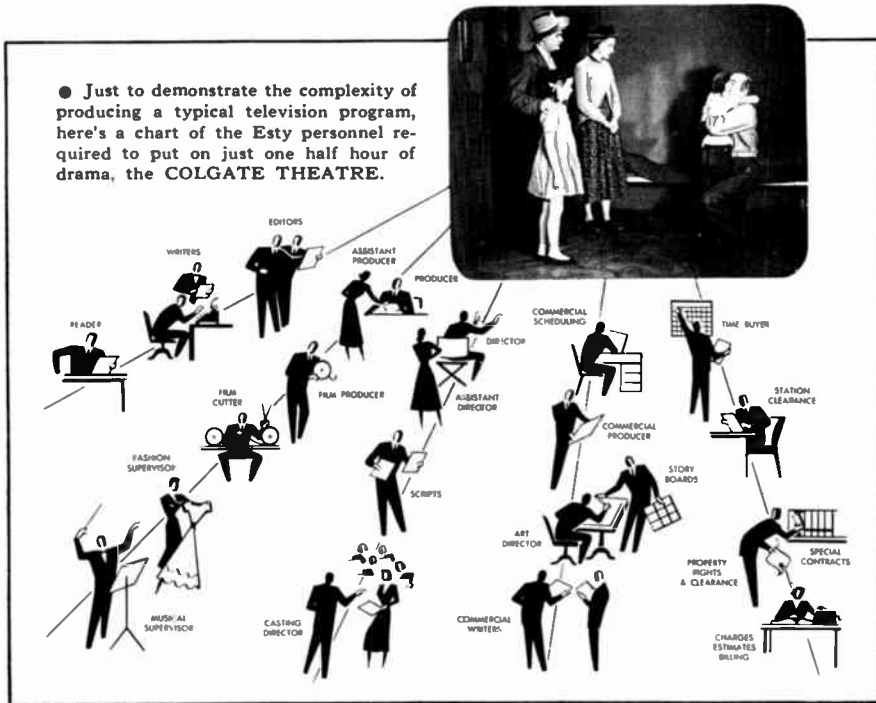 ● Just to demonstrate the complexity of
producing a typical television program,
here's a chart of the Esty personnel re-
quired to put on just one half hour of
drama, the COLGATE THEATRE.
EDITORS
WRITERS
ASSISTANT
PRODUCER
PRODUCER
READER
DIRECTOR
COMMERCIAL
SCHEDULING
TIME BUYER
FILM
CUTTER
FILM PRODUCER
ASSISTANT
DIRECTOR
STATION
CLEARANCE
COMMERCIAL
PRODUCER
FASHION
SUPERVISOR
SCRIPTS
STORY
BOARDS
ART
DIRECTOR
PROPERTY
RIGHTS
& CLEARANCE
SPECIAL
CONTRACTS
MUSICAL
SUPERVISOR
CASTING
DIRECTOR
COMMERCIAL
WRITERS
CHARGES
ESTIMATES
BILLING